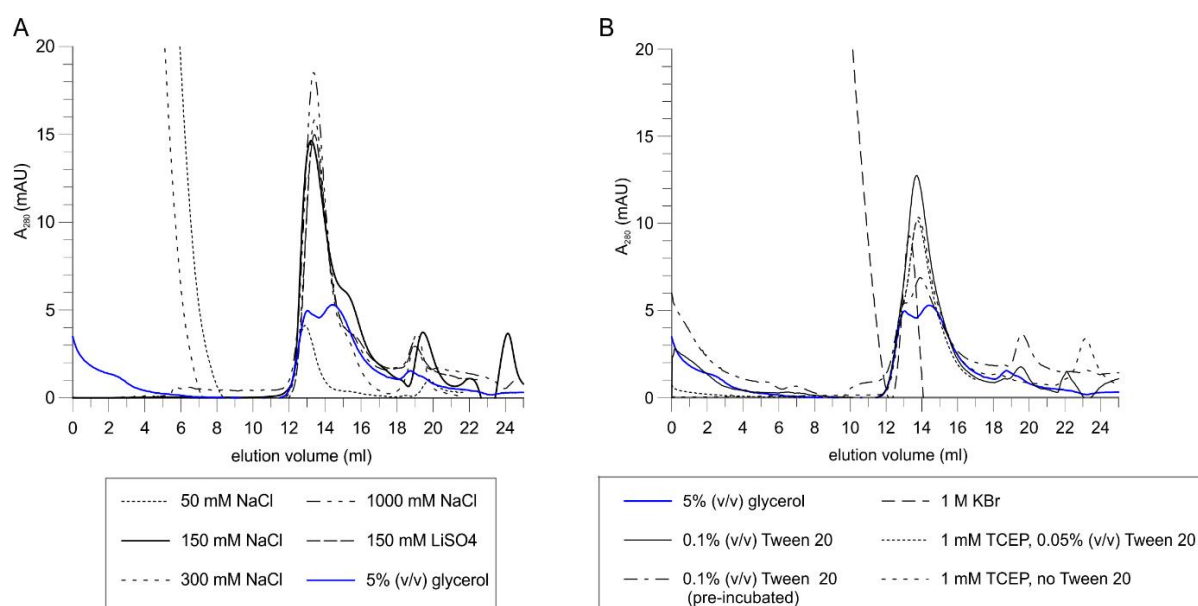 A
B
20
15
10
5
0
A280 (mAU)
0 2 4 6 8 10 12 14 16 18 20 22 24
elution volume (ml)
20
15
10
5
0
A280 (mAU)
0 2 4 6 8 10 12 14 16 18 20 22 24
elution volume (ml)
50 mM NaCl
1000 mM NaCl
150 mM NaCl
150 mM LiSO4
300 mM NaCl
5% (v/v) glycerol
5% (v/v) glycerol
1 M KBr
0.1% (v/v) Tween 20
1 mM TCEP, 0.05% (v/v) Tween 20
0.1% (v/v) Tween 20
(pre-incubated)
1 mM TCEP, no Tween 20